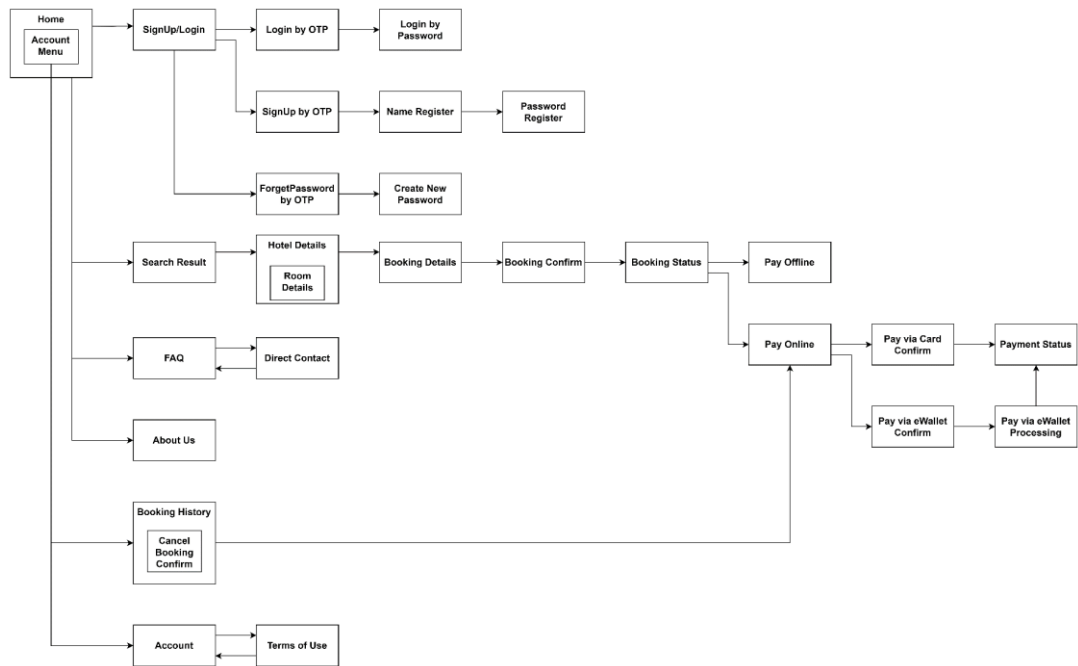 Home
Account
Menu
SignUp/Login
Login by OTP
Login by
Password
SignUp by OTP
Name Register
Password
Register
ForgetPassword
by OTP
Create New
Password
Search Result
Hotel Details
Room
Details
Booking Details
Booking Confirm
Booking Status
Pay Offline
FAQ
Direct Contact
Pay Online
Pay via Card
Confirm
Payment Status
About Us
Pay via eWallet
Confirm
Pay via eWallet
Processing
Booking History
Cancel
Booking
Confirm
Account
Terms of Use